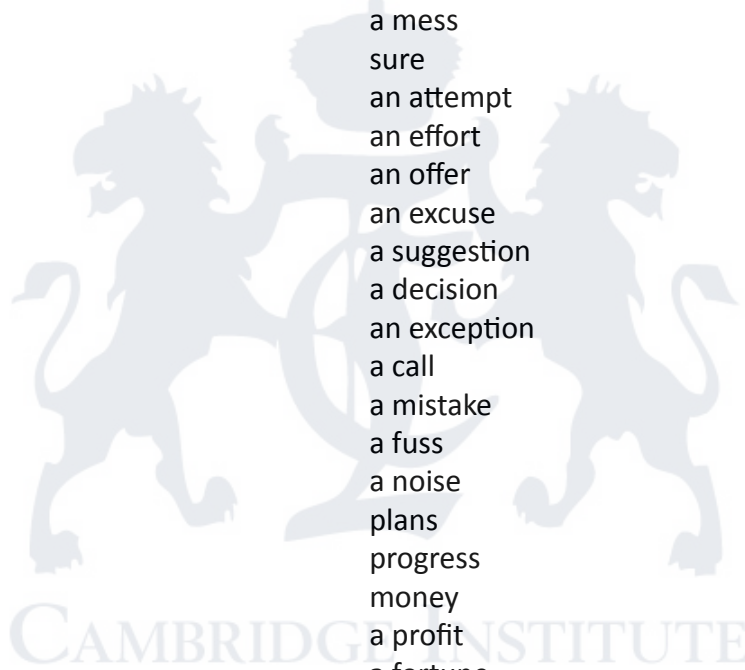 a mess
sure
an attempt
an effort
an offer
an excuse
a suggestion
a decision
an exception
a call
a mistake
a fuss
a noise
plans
progress
money
a profit
a fortune
CAMBRIDGE INSTITUTE